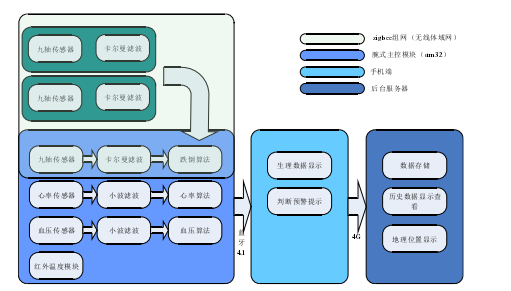 九轴传感器
卡尔曼滤波
九轴传感器
卡尔曼滤波
zigbee组网（无线体域网）
腕式主控模块（stm32）
手机端
后台服务器
九轴传感器
卡尔曼滤波
跌倒算法
心率传感器
小波滤波
心率算法
血压传感器
小波滤波
血压算法
红外温度模块
蓝
牙
4.1
生理数据显示
判断预警提示
4G
数据存储
历史数据显示查
看
地理位置显示